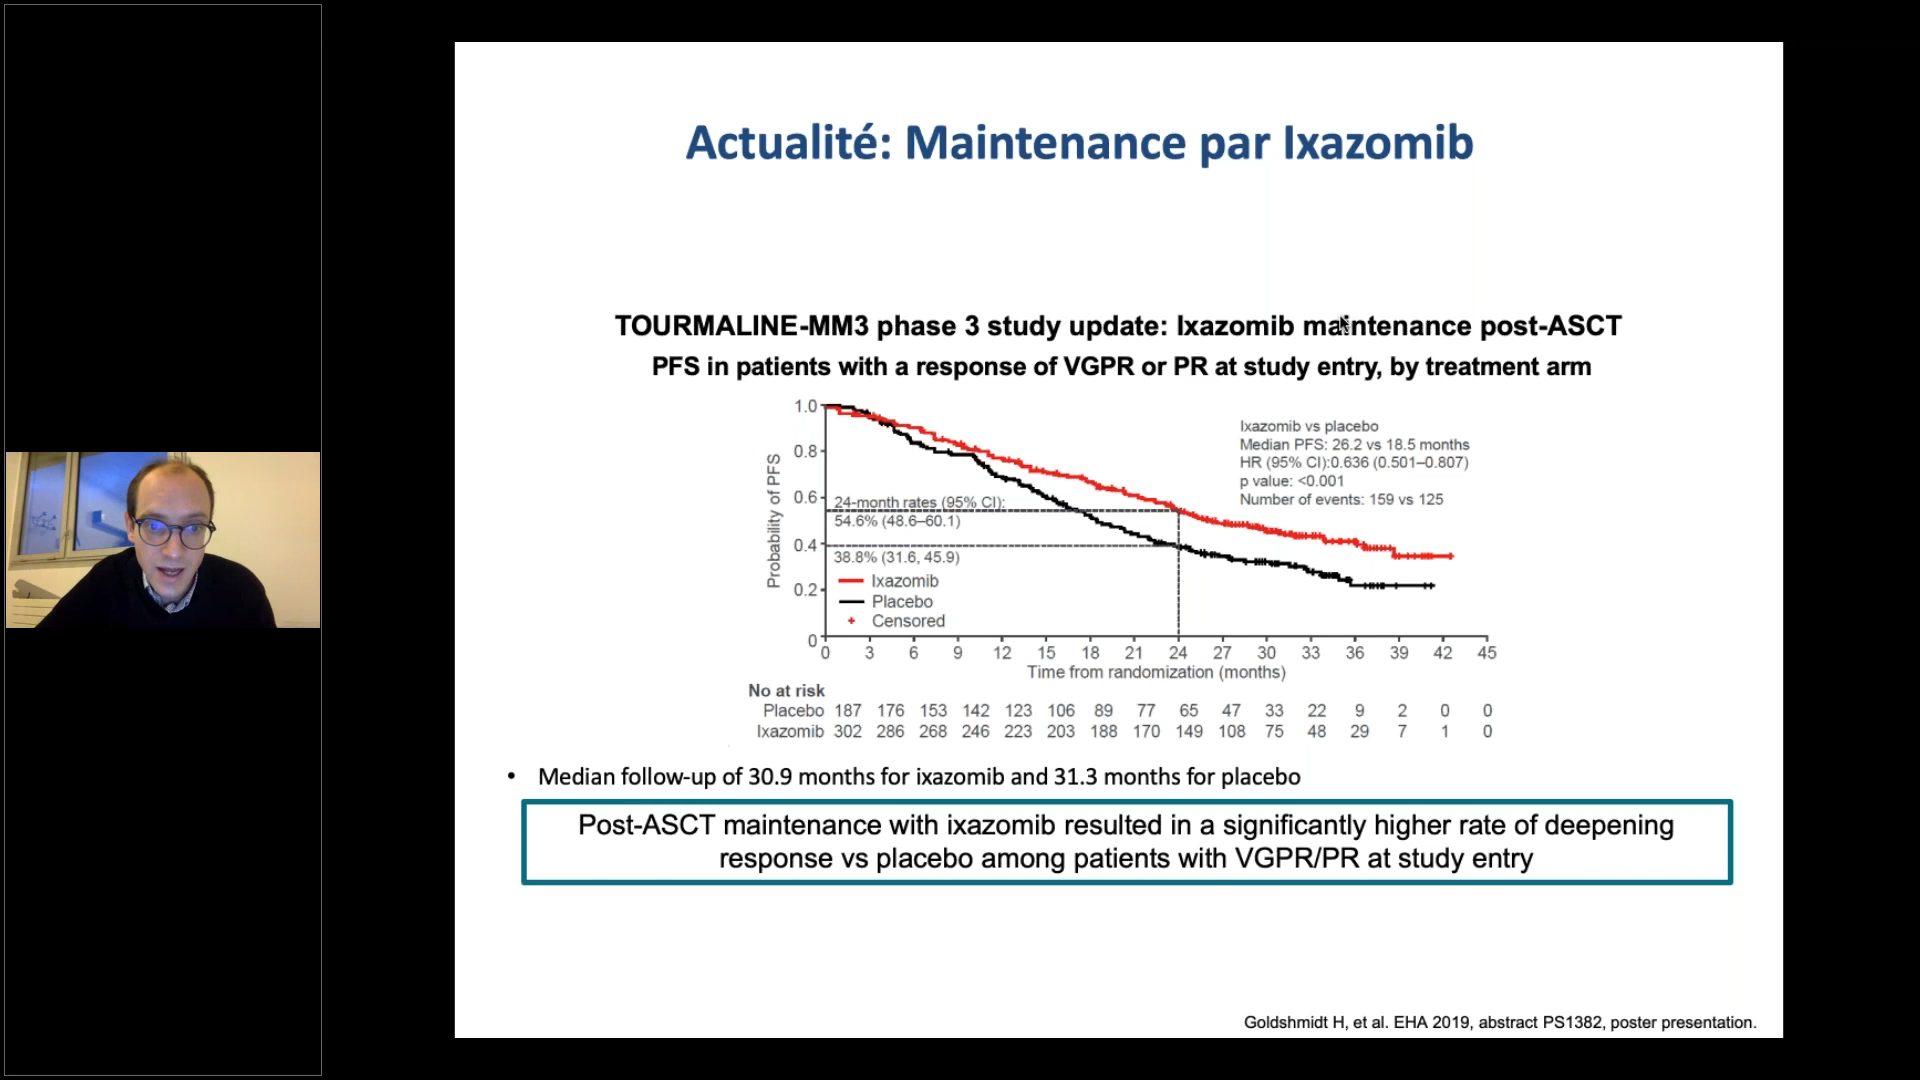 Actualité: Maintenance par Ixazomib
TOURMALINE-MM3 phase 3 study update: Ixazomib maintenance post-ASCT
PFS in patients with a response of VGPR or PR at study entry, by treatment arm
Ixazomib vs placebo
Median PFS: 26.2 vs 18.5 months
HR (95% CI):0.636 (0.501–0.807)
p value: <0.001
Number of events: 159 vs 125
Probability of PFS
1.0
0.8
0.6
0.4
0.2
0
24-month rates (95% CI):
54.6% (48.6–60.1)
38.8% (31.6, 45.9)
Ixazomib
Placebo
Censored
0 3 6 9 12 15 18 21 24 27 30 33 36 39 42 45
Time from randomization (months)
No at risk
Placebo 187 176 153 142 123 106 89 77 65 47 33 22 9 2 0 0
Ixazomib 302 286 268 246 223 203 188 170 149 108 75 48 29 7 1 0
• Median follow-up of 30.9 months for ixazomib and 31.3 months for placebo
Post-ASCT maintenance with ixazomib resulted in a significantly higher rate of deepening
response vs placebo among patients with VGPR/PR at study entry
Goldshmidt H, et al. EHA 2019, abstract PS1382, poster presentation.